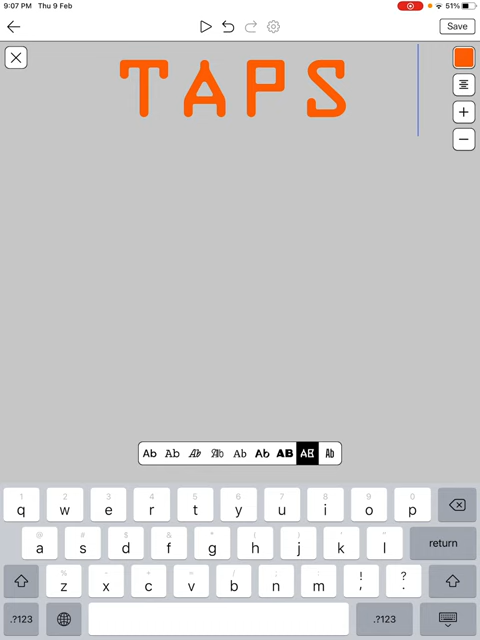 9:07 PM Thu 9 Feb 51%
Save
TAPS
Ab Ab Ab Ab Ab Ab AB AB Ab
1 2 3 4 5 6 7 8 9 0
q w e r t y u i o p
@ # $ & * ( ) ' "
a s d f g h j k l return
% - + = / ; : ! ?
z x c v b n m , .
.?123 .?123